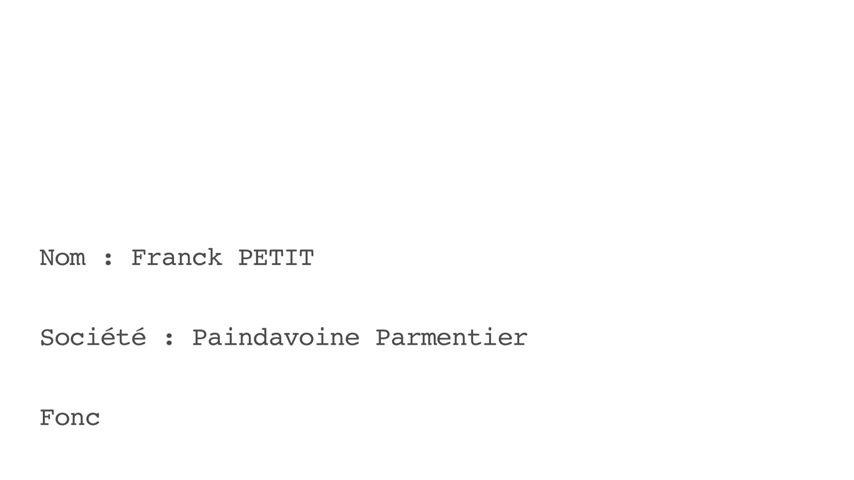 Nom : Franck PETIT
Société : Paindavoine Parmentier
Fonc